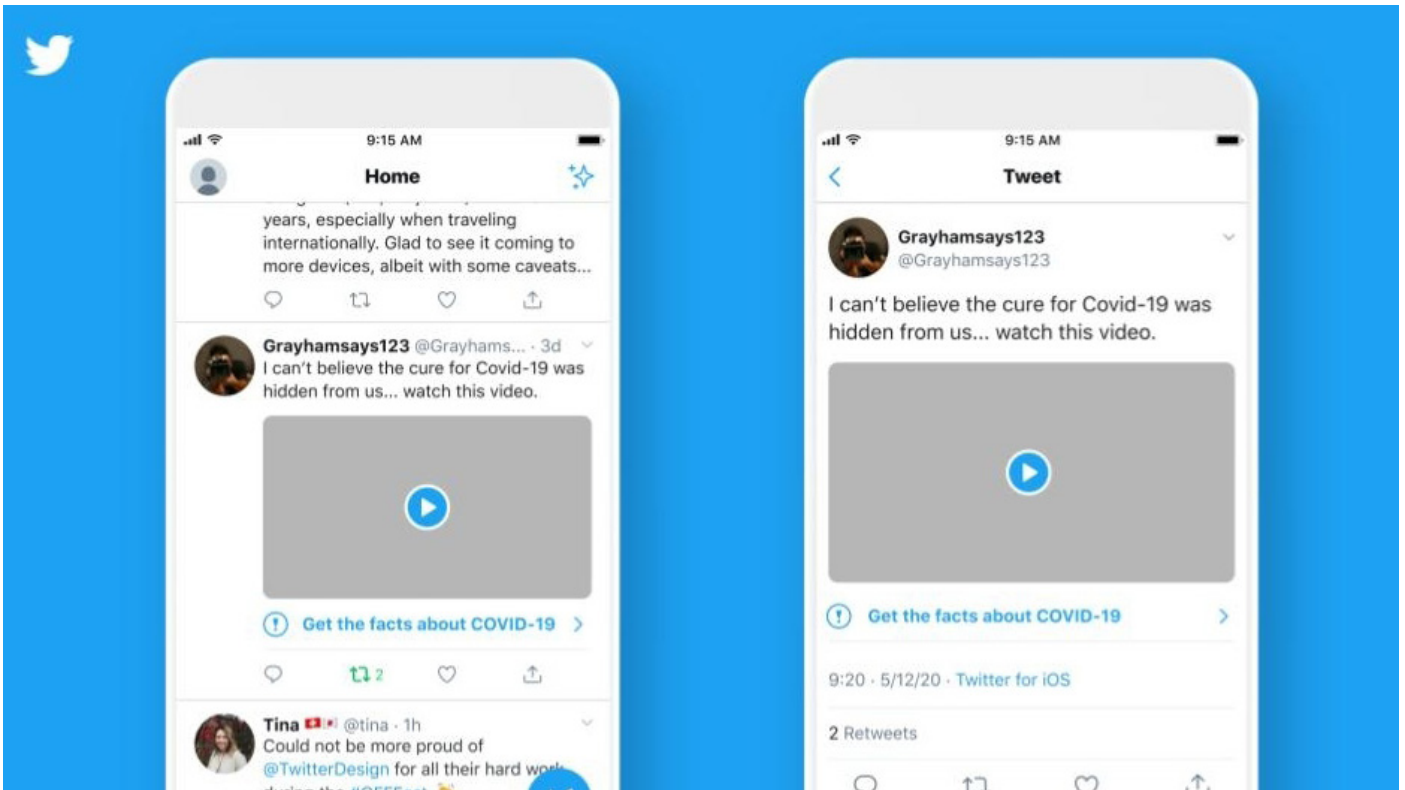 9:15 AM
Home
years, especially when traveling
internationally. Glad to see it coming to
more devices, albeit with some caveats...
Grayhamsays123 @Grayhams... · 3d
I can't believe the cure for Covid-19 was
hidden from us... watch this video.
Get the facts about COVID-19
2
Tina @tina · 1h
Could not be more proud of
@TwitterDesign for all their hard work
during the
9:15 AM
Tweet
Grayhamsays123
@Grayhamsays123
I can't believe the cure for Covid-19 was
hidden from us... watch this video.
Get the facts about COVID-19
9:20 · 5/12/20 · Twitter for iOS
2 Retweets